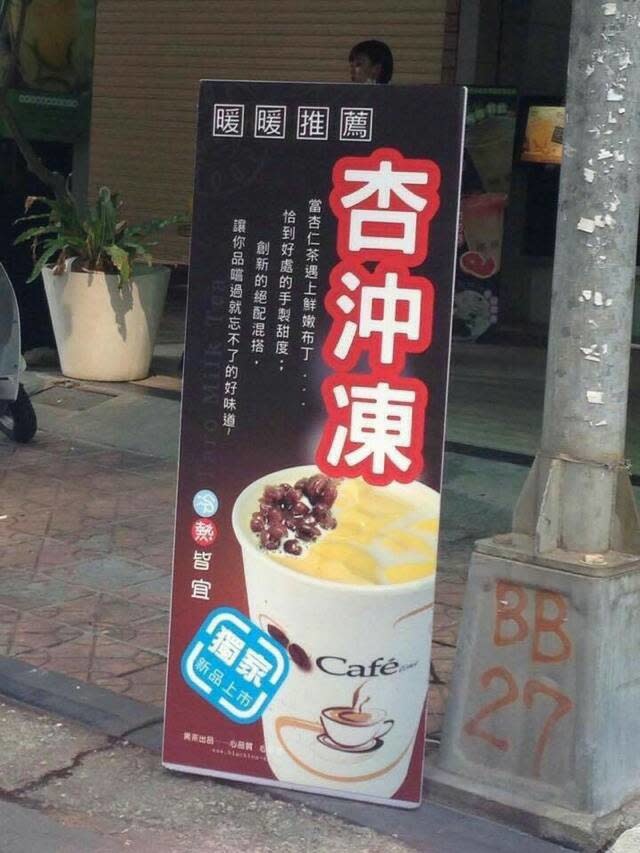 暖暖推薦
杏沖凍
當杏仁茶遇上鮮嫩布丁...
恰到好處的手製甜度，
創新的絕配混搭，
讓你品嚐過就忘不了的好味道!
冷熱皆宜
獨家
新品上市
Café
心品質
BB
27